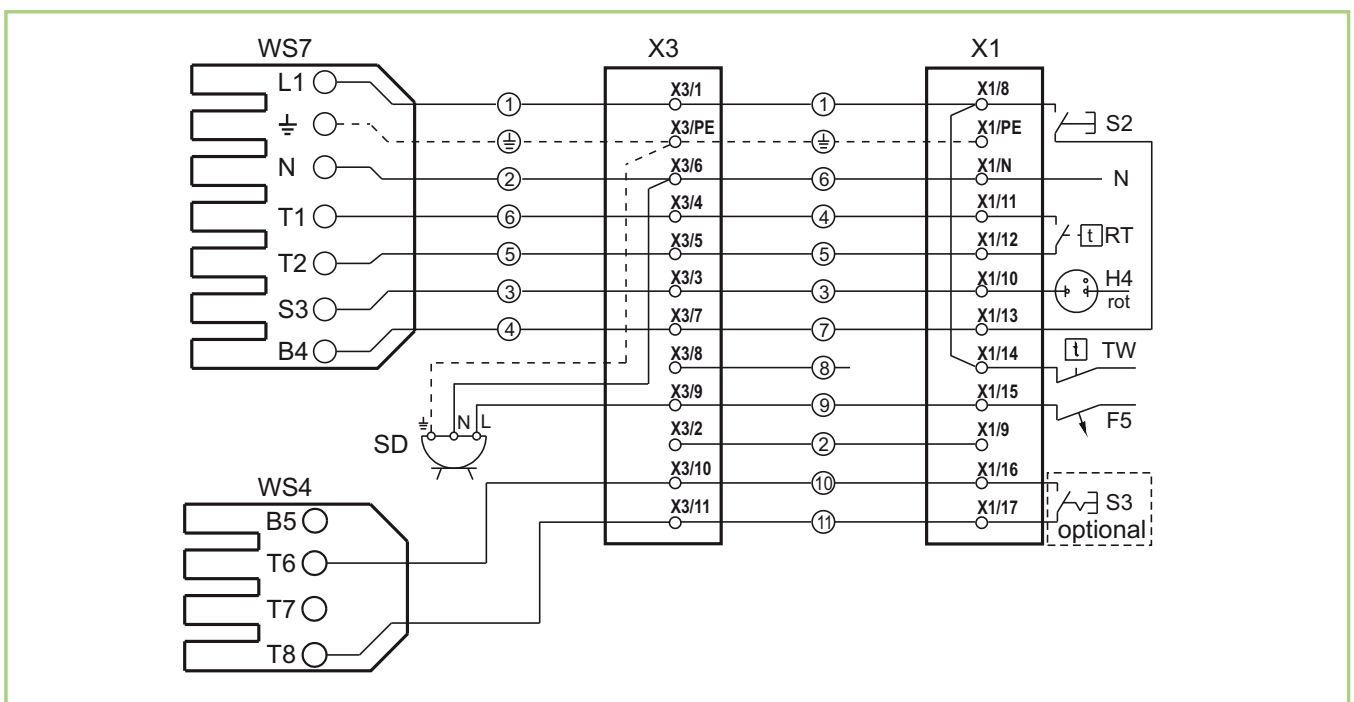 WS7 X3 X1
L1 1 X3/1 1 X1/8 S2
X3/PE X1/PE
N 2 X3/6 6 X1/N N
T1 6 X3/4 4 X1/11
T2 5 X3/5 5 X1/12 t RT
S3 3 X3/3 3 X1/10 H4
rot
B4 4 X3/7 7 X1/13
X3/8 8 X1/14 t TW
X3/9 9 X1/15 F5
SD N L
X3/2 2 X1/9
WS4
X3/10 10 X1/16
B5 X3/11 11 X1/17 S3
optional
T6
T7
T8